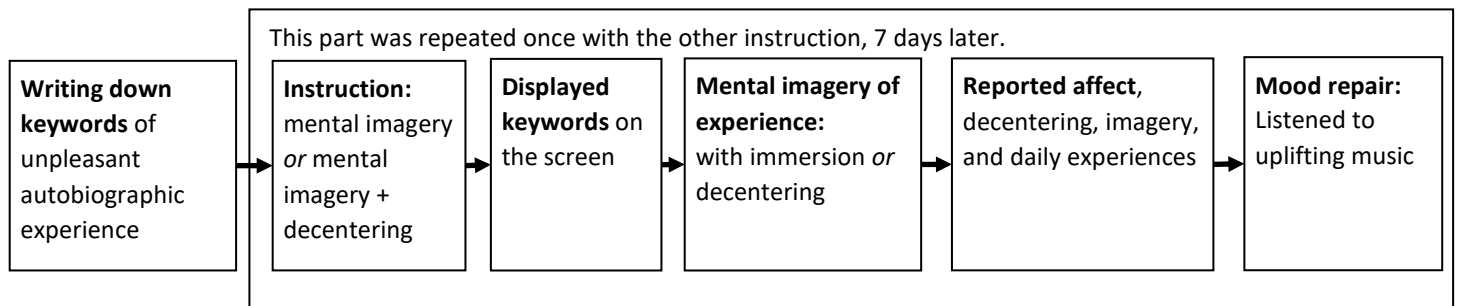 This part was repeated once with the other instruction, 7 days later.
Writing down
keywords of
unpleasant
autobiographic
experience
Instruction:
mental imagery
or mental
imagery +
decentering
Displayed
keywords on
the screen
Mental imagery of
experience:
with immersion or
decentering
Reported affect,
decentering, imagery,
and daily experiences
Mood repair:
Listened to
uplifting music